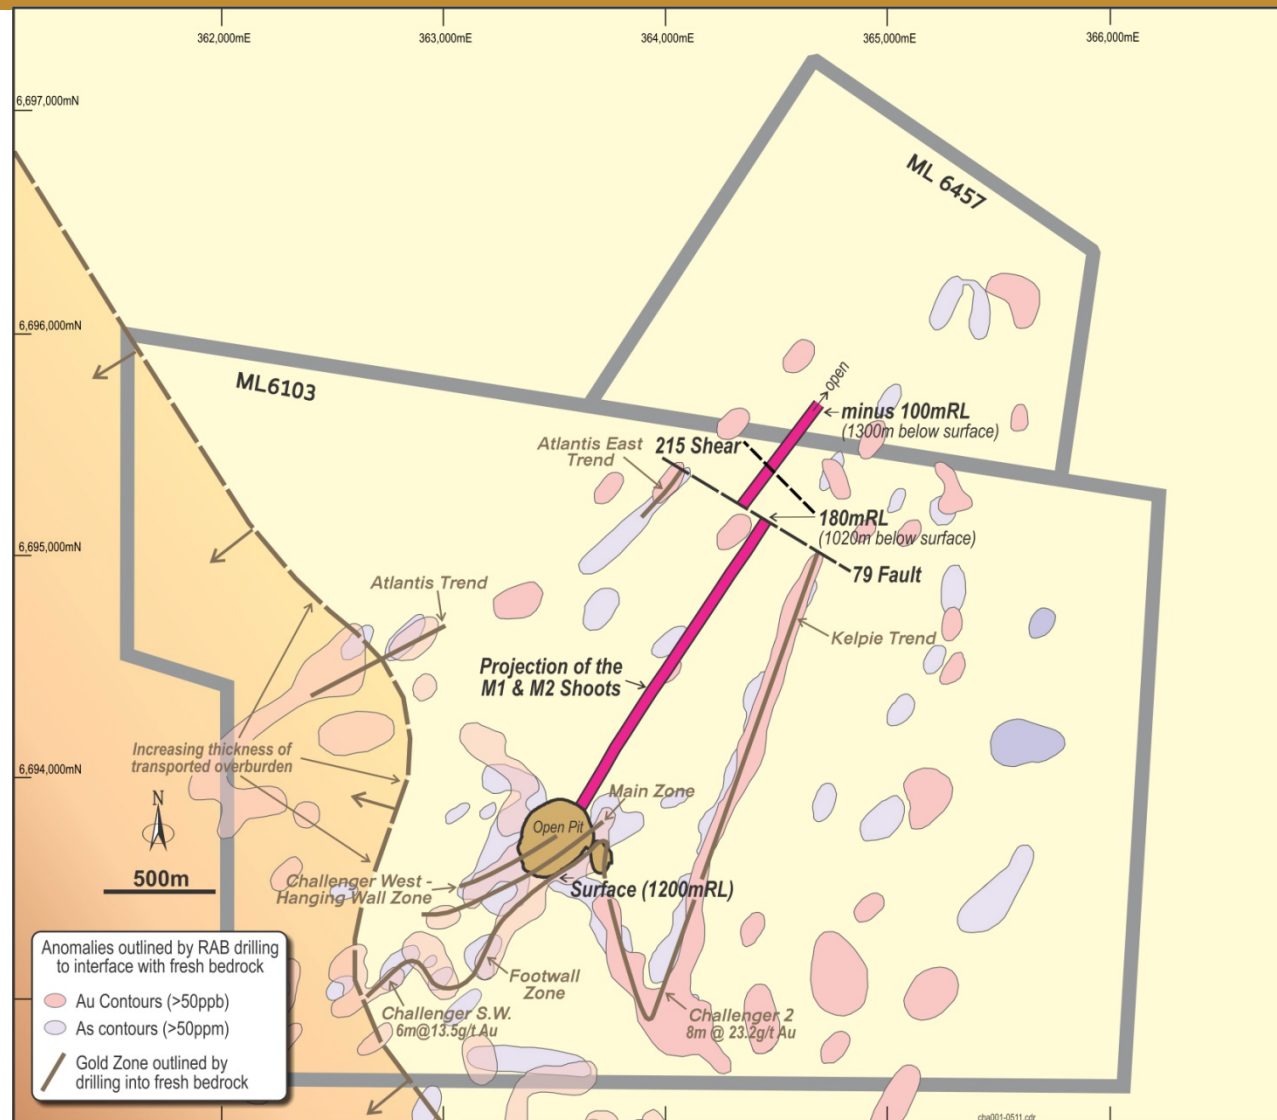 362,000mE
363,000mE
364,000mE
365,000mE
366,000mE
6,697,000mN
ML 6457
6,696,000mN
ML6103
open
minus 100mRL
(1300m below surface)
Atlantis East
Trend
215 Shear
180mRL
(1020m below surface)
6,695,000mN
79 Fault
Atlantis Trend
Kelpie Trend
Projection of the
M1 & M2 Shoots
Increasing thickness of
transported overburden
6,694,000mN
Main Zone
N
Open Pit
500m
Challenger West -
Hanging Wall Zone
Surface (1200mRL)
Anomalies outlined by RAB drilling
to interface with fresh bedrock
Au Contours (>50ppb)
As contours (>50ppm)
Gold Zone outlined by
drilling into fresh bedrock
Footwall
Zone
Challenger S.W.
6m@13.5g/t Au
Challenger 2
8m @ 23.2g/t Au
cha001-0511.cdr